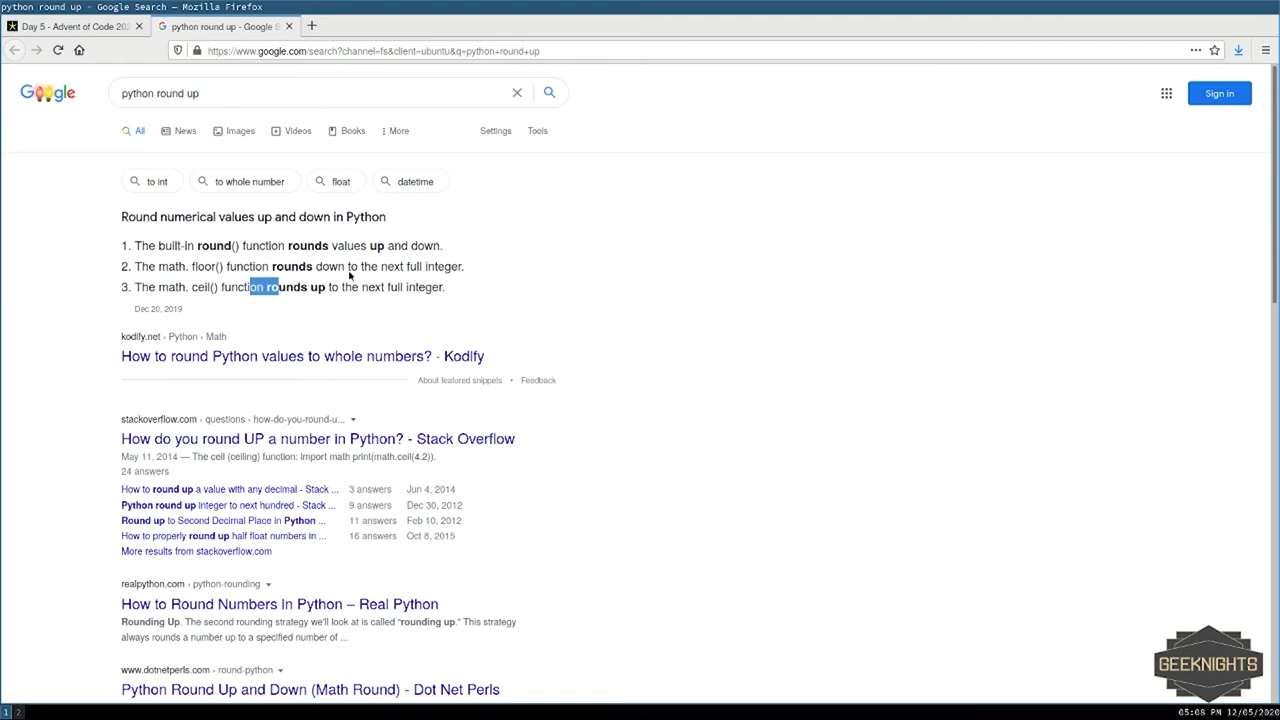 python round up - Google Search — Mozilla Firefox
Day 5 - Advent of Code 202
python round up - Google S
https://www.google.com/search?channel=fs&client=ubuntu&q=python+round+up
Google
python round up
Sign in
All
News
Images
Videos
Books
More
Settings
Tools
to int
to whole number
float
datetime
Round numerical values up and down in Python
1. The built-in round() function rounds values up and down.
2. The math. floor() function rounds down to the next full integer.
3. The math. ceil() function rounds up to the next full integer.
Dec 20, 2019
kodify.net › Python › Math
How to round Python values to whole numbers? · Kodify
About featured snippets • Feedback
stackoverflow.com › questions › how-do-you-round-u...
How do you round UP a number in Python? - Stack Overflow
May 11, 2014 — The ceil (ceiling) function: import math print(math.ceil(4.2)).
24 answers
How to round up a value with any decimal - Stack ... 3 answers Jun 4, 2014
Python round up integer to next hundred - Stack ... 9 answers Dec 30, 2012
Round up to Second Decimal Place in Python ... 11 answers Feb 10, 2012
How to properly round up half float numbers in ... 16 answers Oct 8, 2015
More results from stackoverflow.com
realpython.com › python-rounding
How to Round Numbers in Python – Real Python
Rounding Up. The second rounding strategy we'll look at is called “rounding up.” This strategy
always rounds a number up to a specified number of ...
www.dotnetperls.com › round-python
Python Round Up and Down (Math Round) - Dot Net Perls
GEEKNIGHTS
1 2
05:08 PM 12/05/2020